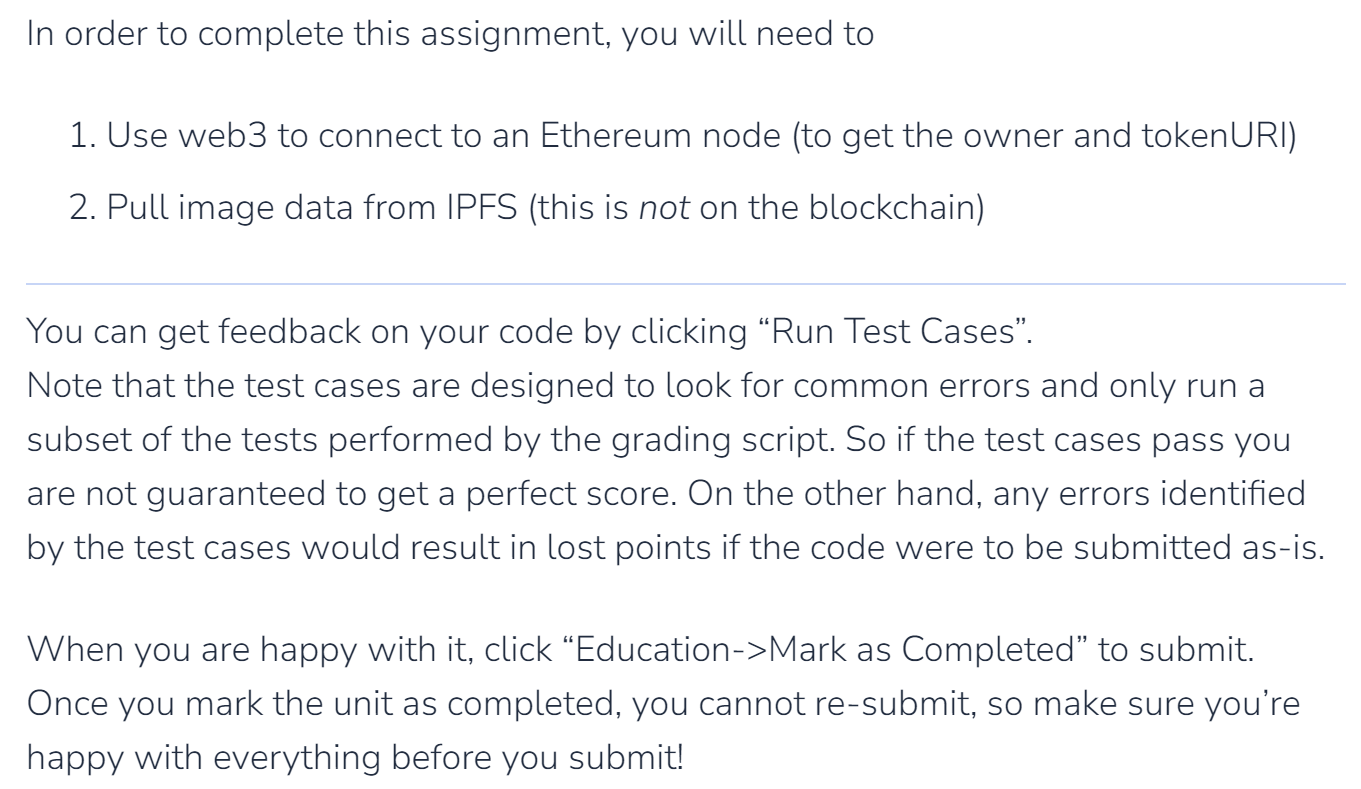 In order to complete this assignment, you will need to
1. Use web3 to connect to an Ethereum node (to get the owner and tokenURI)
2. Pull image data from IPFS (this is not on the blockchain)
You can get feedback on your code by clicking “Run Test Cases”.
Note that the test cases are designed to look for common errors and only run a
subset of the tests performed by the grading script. So if the test cases pass you
are not guaranteed to get a perfect score. On the other hand, any errors identified
by the test cases would result in lost points if the code were to be submitted as-is.
When you are happy with it, click “Education->Mark as Completed” to submit.
Once you mark the unit as completed, you cannot re-submit, so make sure you’re
happy with everything before you submit!